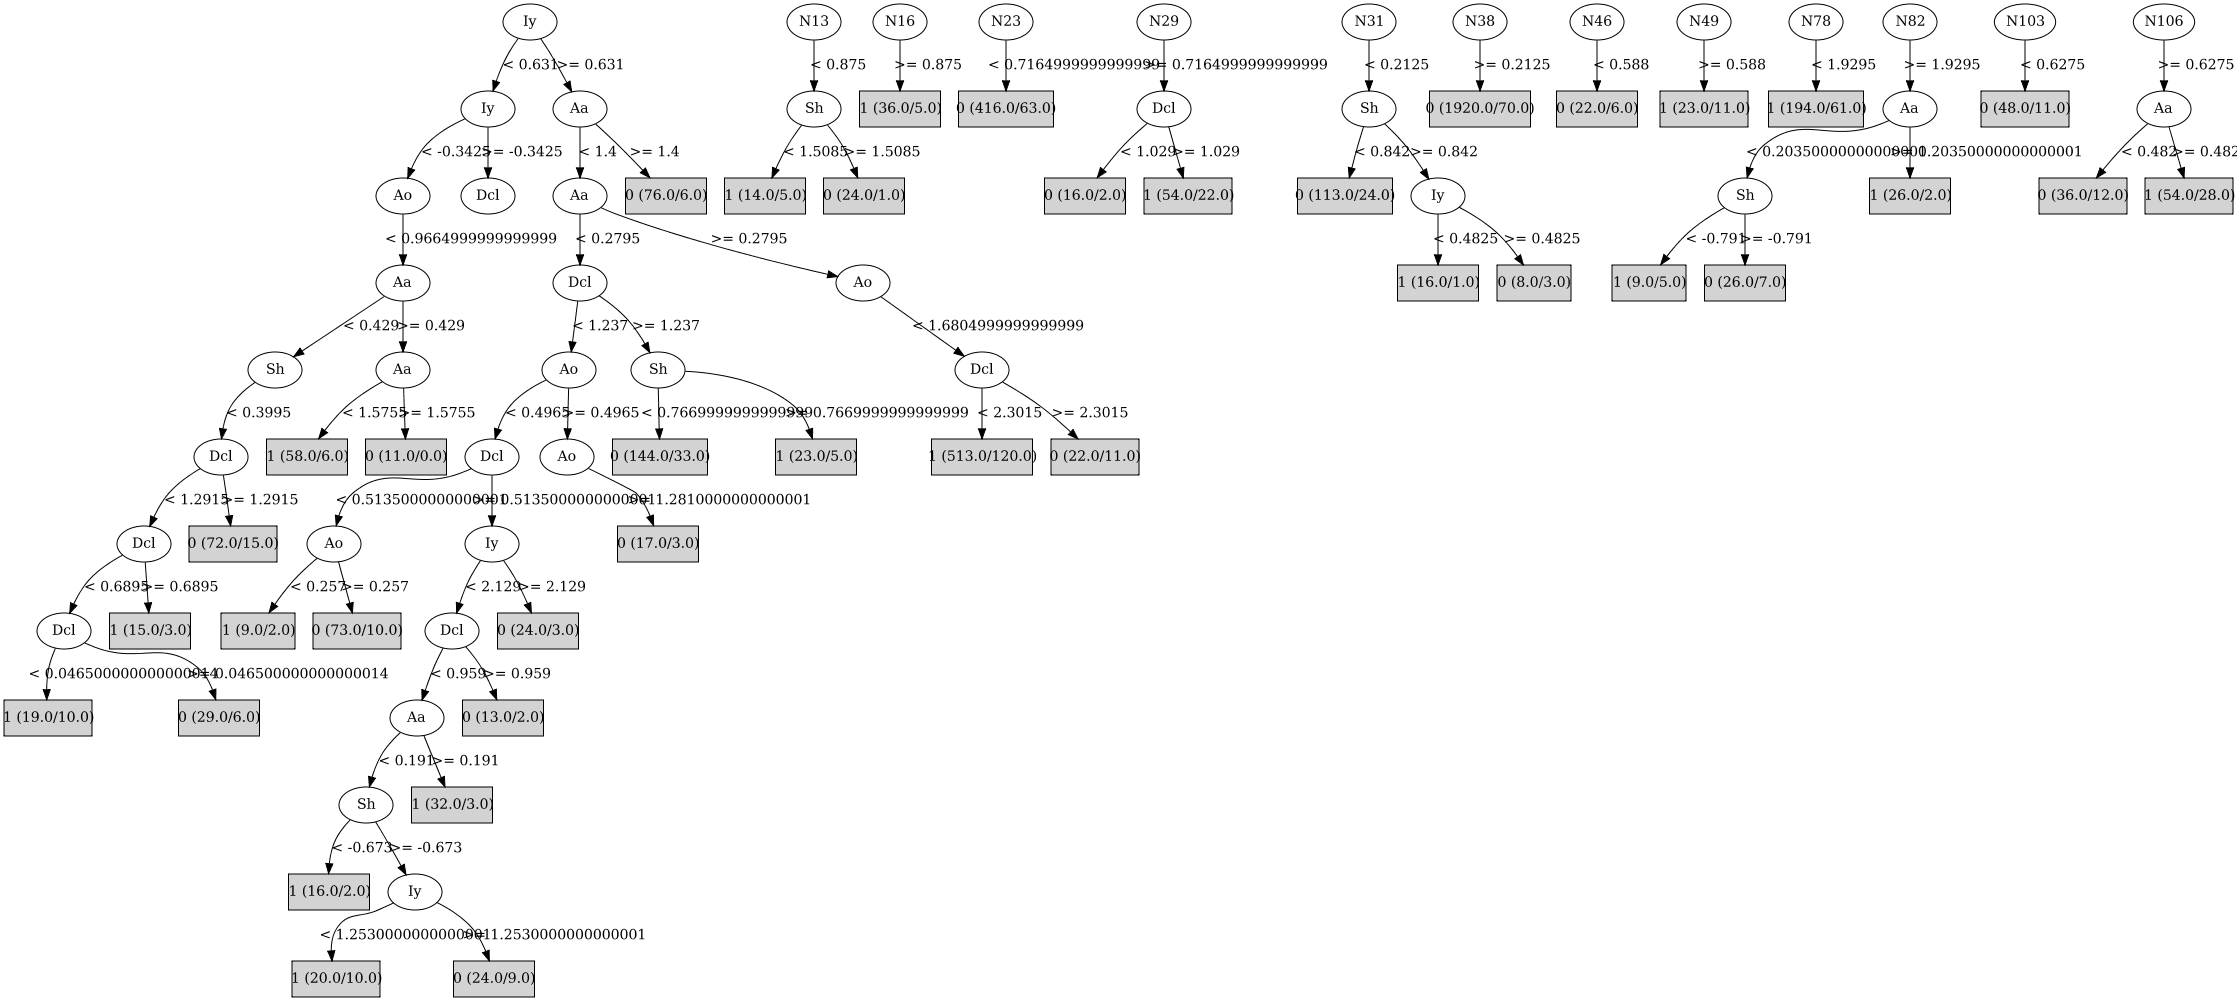 Iy N13 N16 N23 N29 N31 N38 N46 N49 N78 N82 N103 N106
< 0.631 >= 0.631 < 0.875 >= 0.875 < 0.7164999999999999 >= 0.7164999999999999 < 0.2125 >= 0.2125 < 0.588 >= 0.588 < 1.9295 >= 1.9295 < 0.6275 >= 0.6275
Iy Aa Sh 1 (36.0/5.0) 0 (416.0/63.0) Dcl Sh 0 (1920.0/70.0) 0 (22.0/6.0) 1 (23.0/11.0) 1 (194.0/61.0) Aa 0 (48.0/11.0) Aa
< -0.3425 >= -0.3425 < 1.4 >= 1.4 < 1.5085 >= 1.5085 < 1.029 >= 1.029 < 0.842 >= 0.842 < 0.20350000000000001 >= 0.20350000000000001 < 0.482 >= 0.482
Ao Dcl Aa 0 (76.0/6.0) 1 (14.0/5.0) 0 (24.0/1.0) 0 (16.0/2.0) 1 (54.0/22.0) 0 (113.0/24.0) Iy Sh 1 (26.0/2.0) 0 (36.0/12.0) 1 (54.0/28.0)
< 0.9664999999999999 < 0.2795 >= 0.2795 < 0.4825 >= 0.4825 < -0.791 >= -0.791
Aa Dcl Ao 1 (16.0/1.0) 0 (8.0/3.0) 1 (9.0/5.0) 0 (26.0/7.0)
< 0.429 >= 0.429 < 1.237 >= 1.237 < 1.6804999999999999
Sh Aa Ao Sh Dcl
< 0.3995 < 1.5755 >= 1.5755 < 0.4965 >= 0.4965 < 0.7669999999999999 >= 0.7669999999999999 < 2.3015 >= 2.3015
Dcl 1 (58.0/6.0) 0 (11.0/0.0) Dcl Ao 0 (144.0/33.0) 1 (23.0/5.0) 1 (513.0/120.0) 0 (22.0/11.0)
< 1.2915 >= 1.2915 < 0.5135000000000001 >= 0.5135000000000001 >= 1.2810000000000001
Dcl 0 (72.0/15.0) Ao Iy 0 (17.0/3.0)
< 0.6895 >= 0.6895 < 0.257 >= 0.257 < 2.129 >= 2.129
Dcl 1 (15.0/3.0) 1 (9.0/2.0) 0 (73.0/10.0) Dcl 0 (24.0/3.0)
< 0.046500000000000014 >= 0.046500000000000014 < 0.959 >= 0.959
1 (19.0/10.0) 0 (29.0/6.0) Aa 0 (13.0/2.0)
< 0.191 >= 0.191
Sh 1 (32.0/3.0)
< -0.673 >= -0.673
1 (16.0/2.0) Iy
< 1.2530000000000001 >= 1.2530000000000001
1 (20.0/10.0) 0 (24.0/9.0)